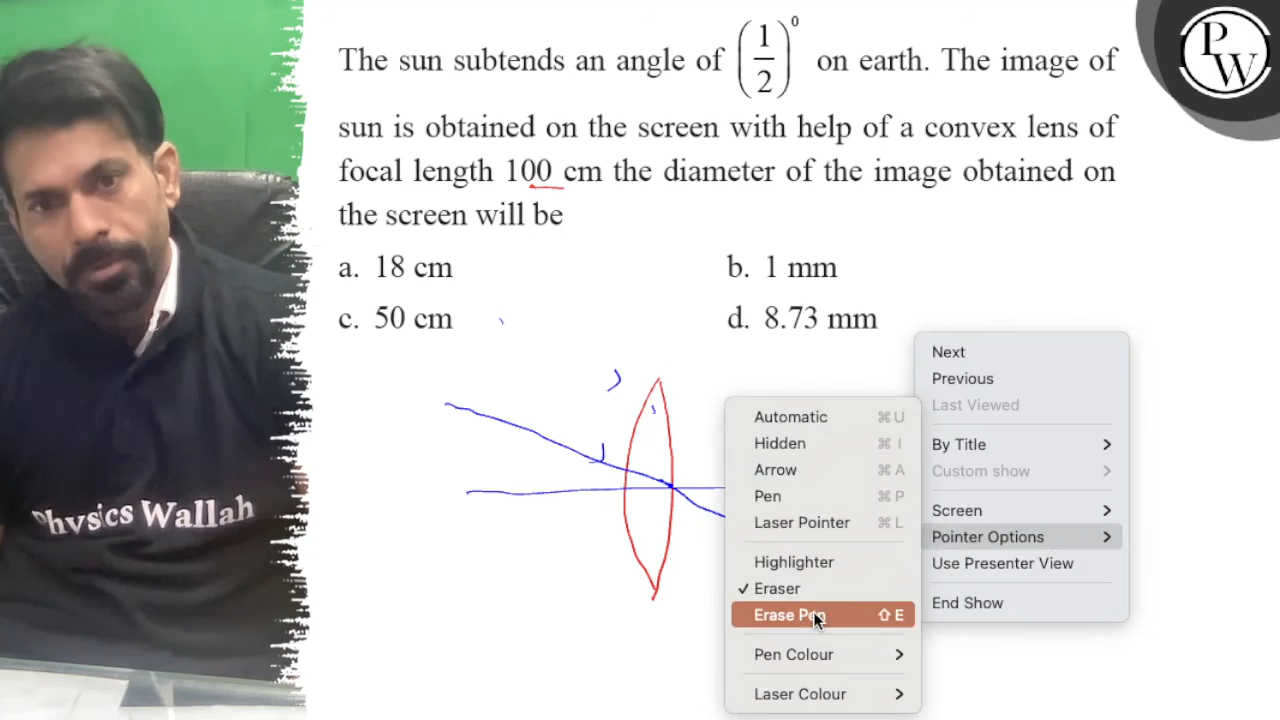 The sun subtends an angle of (1/2)⁰ on earth. The image of
sun is obtained on the screen with help of a convex lens of
focal length 100 cm the diameter of the image obtained on
the screen will be
a. 18 cm
b. 1 mm
c. 50 cm
d. 8.73 mm
PW
Physics Wallah
Next
Previous
Last Viewed
By Title
Custom show
Screen
Pointer Options
Use Presenter View
End Show
Automatic ⌘U
Hidden ⌘I
Arrow ⌘A
Pen ⌘P
Laser Pointer ⌘L
Highlighter
✓ Eraser
Erase Pen ⇧E
Pen Colour
Laser Colour